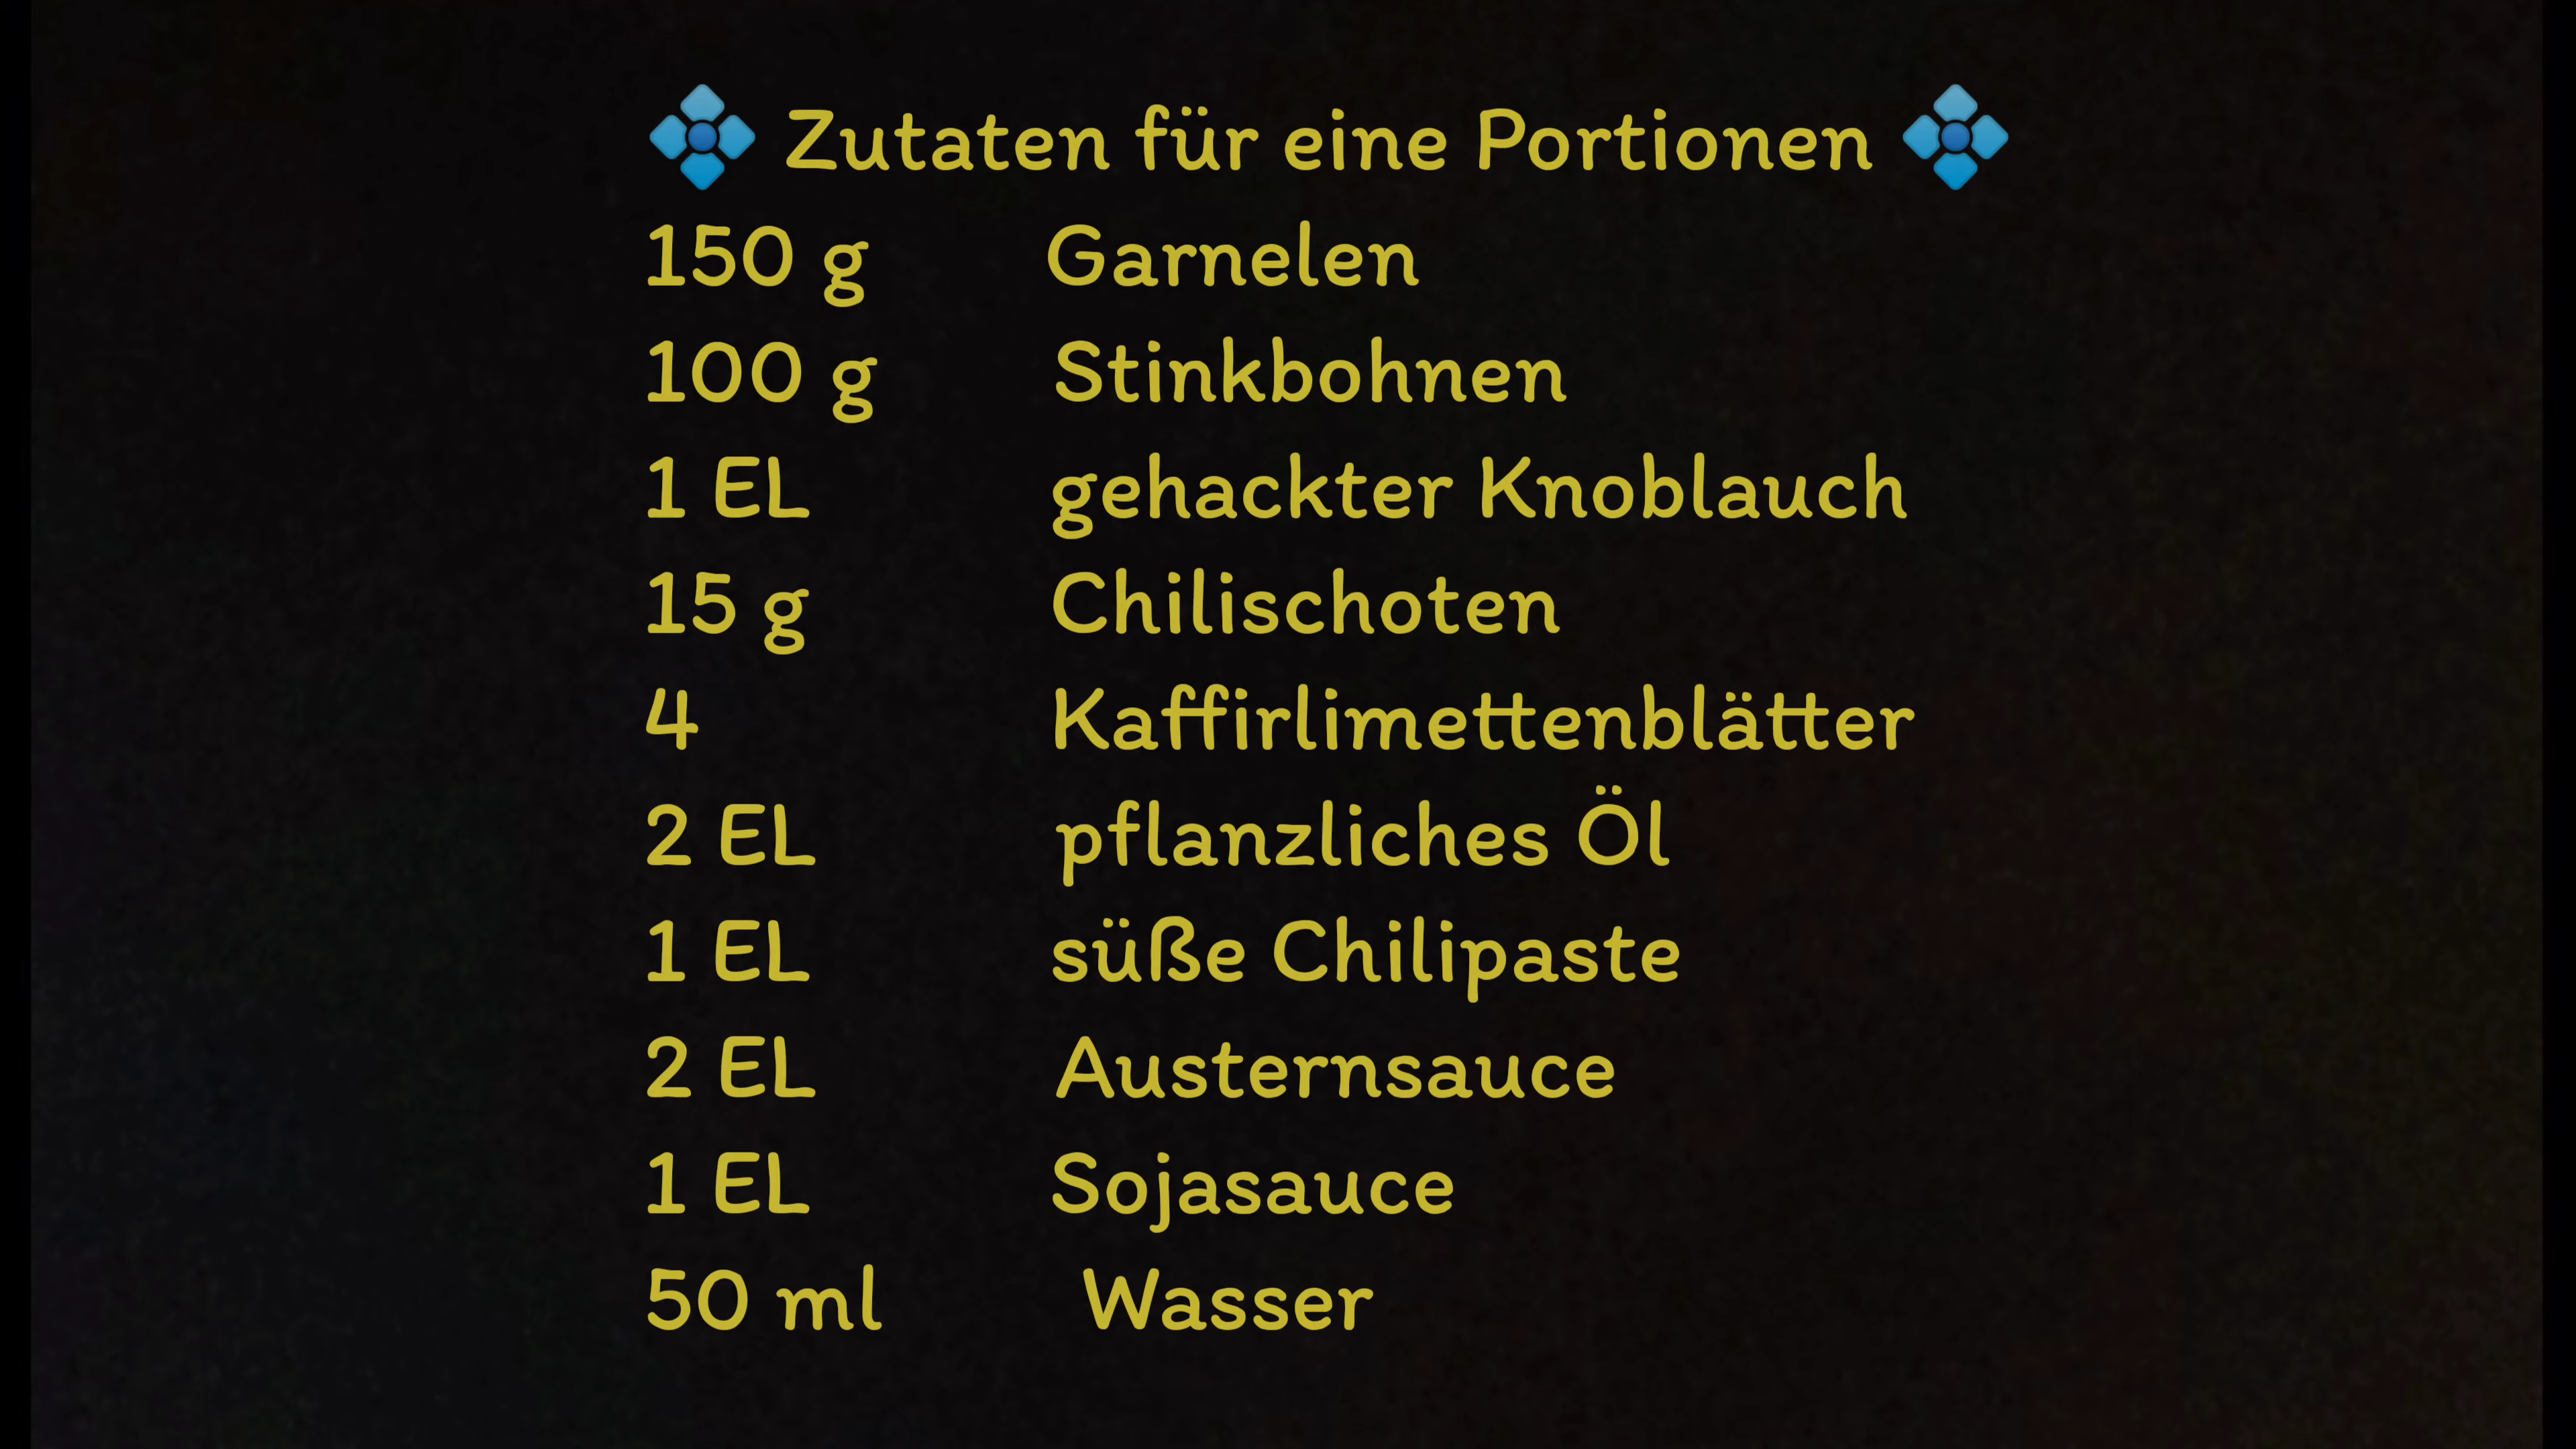 💠 Zutaten für eine Portionen 💠
150 g Garnelen
100 g Stinkbohnen
1 EL gehackter Knoblauch
15 g Chilischoten
4 Kaffirlimettenblätter
2 EL pflanzliches Öl
1 EL süße Chilipaste
2 EL Austernsauce
1 EL Sojasauce
50 ml Wasser